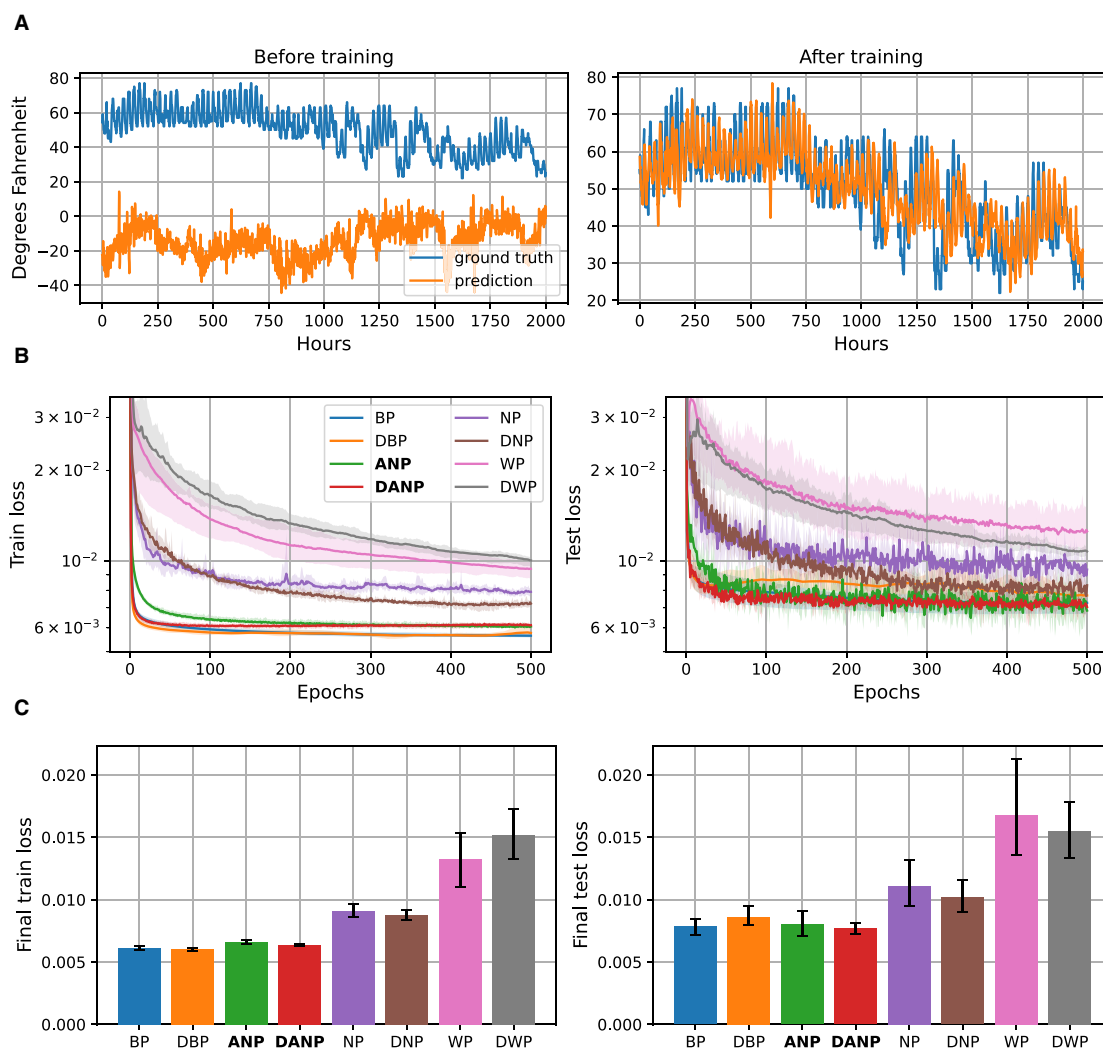 A
Before training
After training
Degrees Fahrenheit
80
60
40
20
0
−20
−40
ground truth
prediction
0 250 500 750 1000 1250 1500 1750 2000
Hours
80
70
60
50
40
30
20
0 250 500 750 1000 1250 1500 1750 2000
Hours
B
Train loss
3 × 10⁻²
2 × 10⁻²
10⁻²
6 × 10⁻³
BP NP
DBP DNP
ANP WP
DANP DWP
0 100 200 300 400 500
Epochs
Test loss
3 × 10⁻²
2 × 10⁻²
10⁻²
6 × 10⁻³
0 100 200 300 400 500
Epochs
C
Final train loss
0.020
0.015
0.010
0.005
0.000
BP DBP ANP DANP NP DNP WP DWP
Final test loss
0.020
0.015
0.010
0.005
0.000
BP DBP ANP DANP NP DNP WP DWP